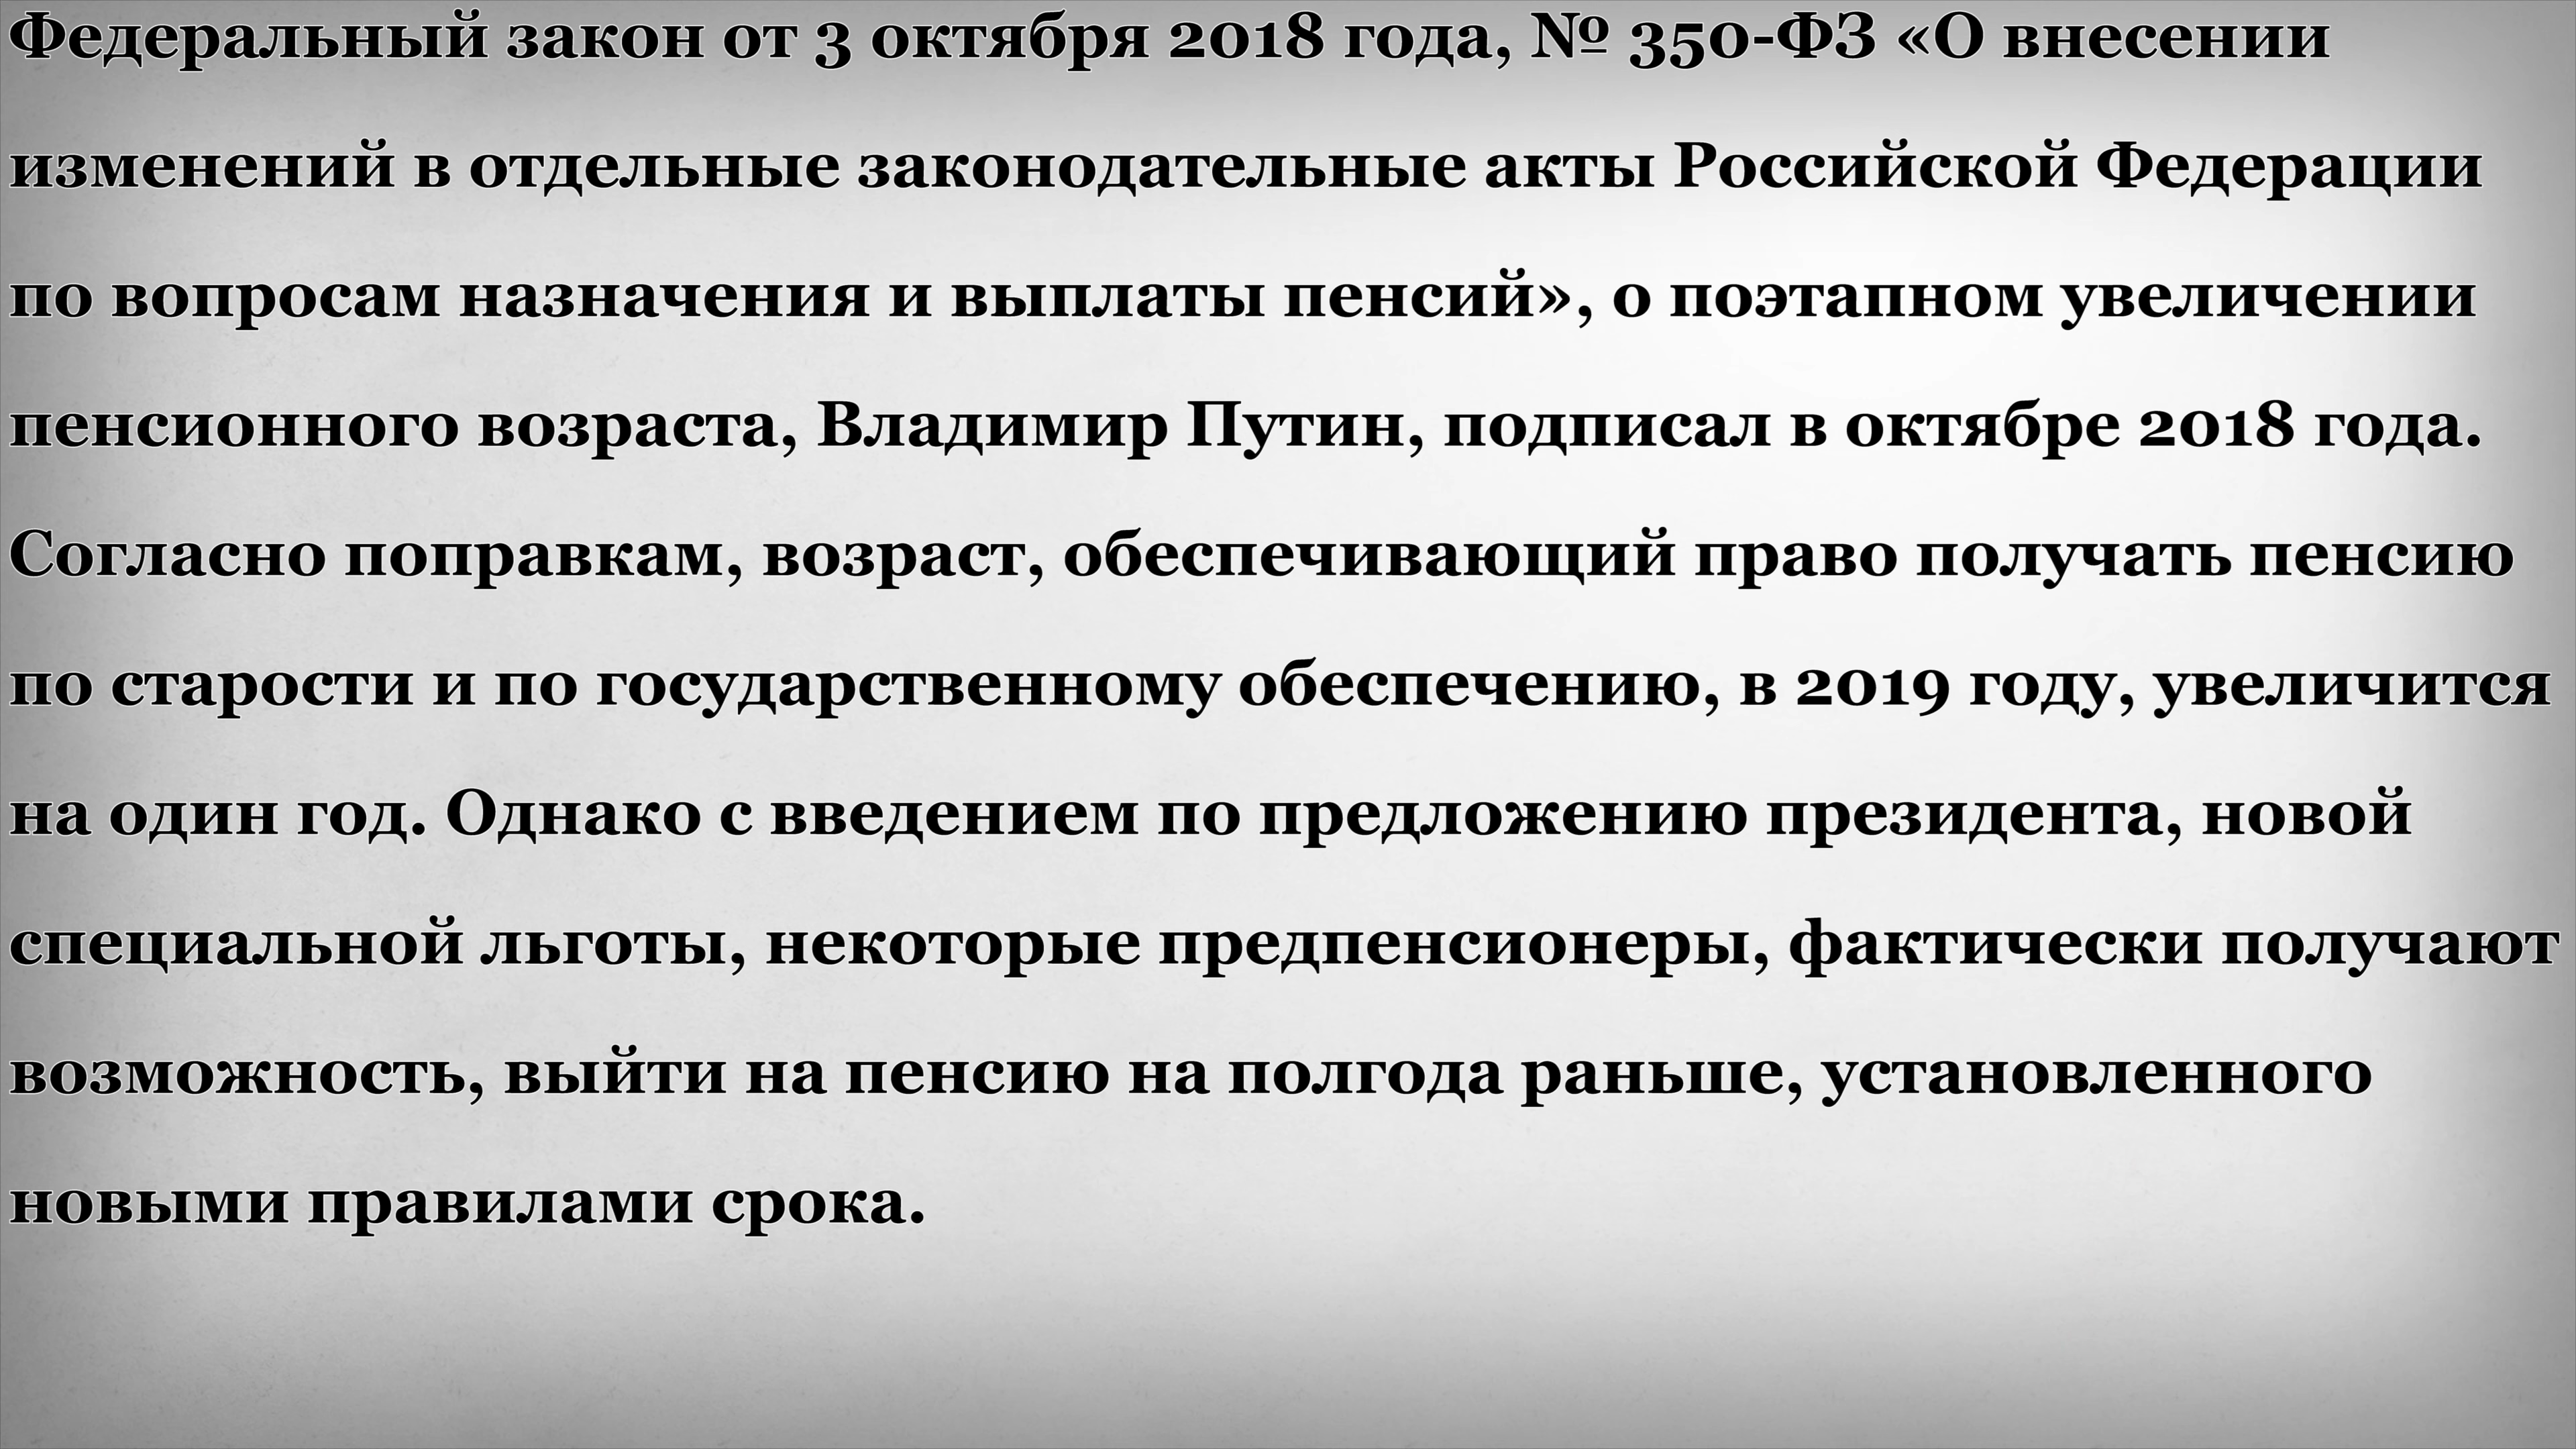 Федеральный закон от 3 октября 2018 года, № 350-ФЗ «О внесении
изменений в отдельные законодательные акты Российской Федерации
по вопросам назначения и выплаты пенсий», о поэтапном увеличении
пенсионного возраста, Владимир Путин, подписал в октябре 2018 года.
Согласно поправкам, возраст, обеспечивающий право получать пенсию
по старости и по государственному обеспечению, в 2019 году, увеличится
на один год. Однако с введением по предложению президента, новой
специальной льготы, некоторые предпенсионеры, фактически получают
возможность, выйти на пенсию на полгода раньше, установленного
новыми правилами срока.